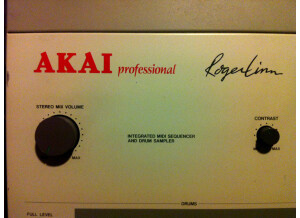 AKAI professional
Roger Linn
STEREO MIX VOLUME
CONTRAST
MAX
MAX
INTEGRATED MIDI SEQUENCER
AND DRUM SAMPLER
DRUMS
FULL LEVEL